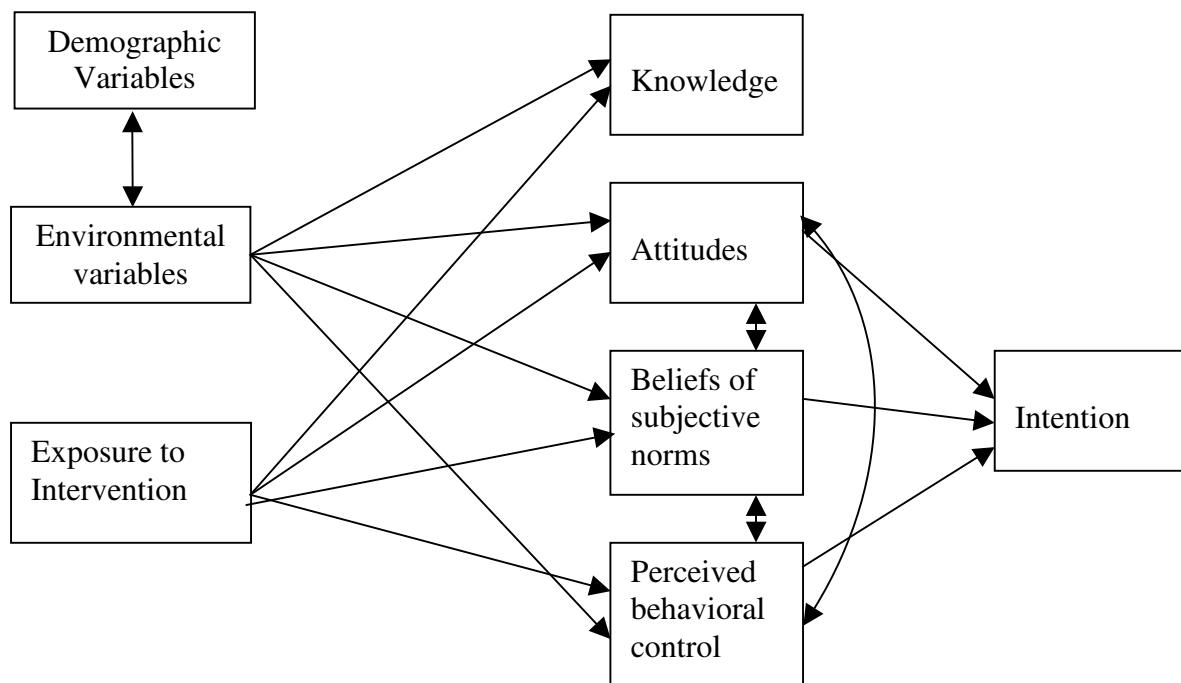 Demographic
Variables
Knowledge
Environmental
variables
Attitudes
Beliefs of
subjective
norms
Intention
Exposure to
Intervention
Perceived
behavioral
control